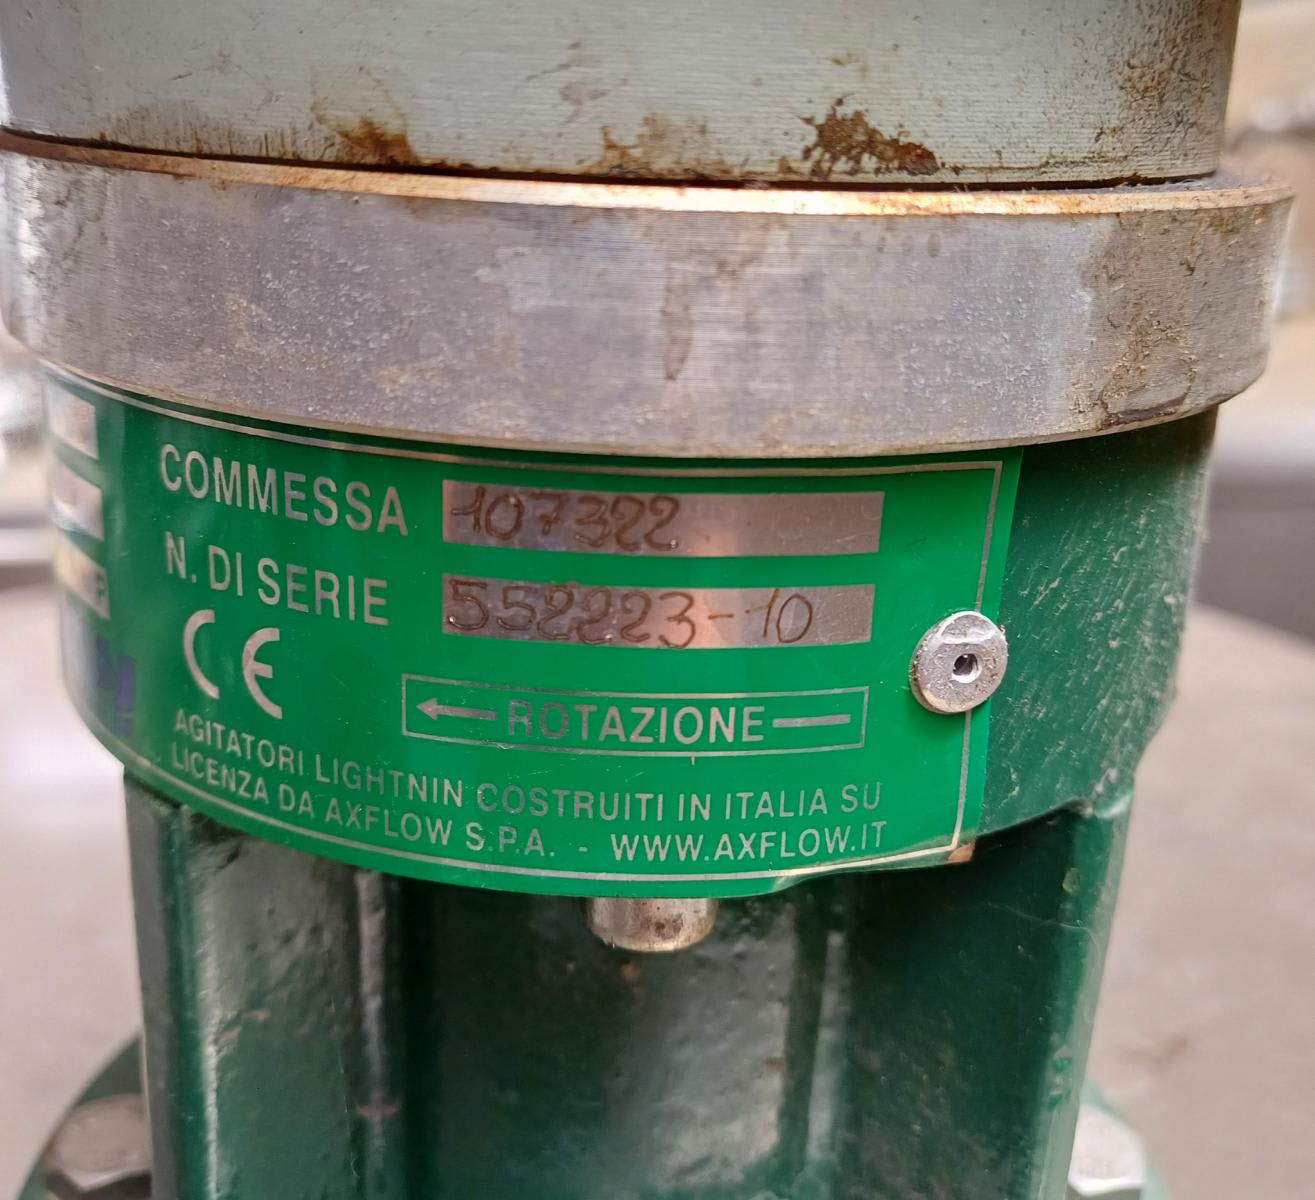 COMMESSA 107322
N. DI SERIE 552223-10
CE
← ROTAZIONE —
AGITATORI LIGHTNIN COSTRUITI IN ITALIA SU
LICENZA DA AXFLOW S.P.A. - WWW.AXFLOW.IT